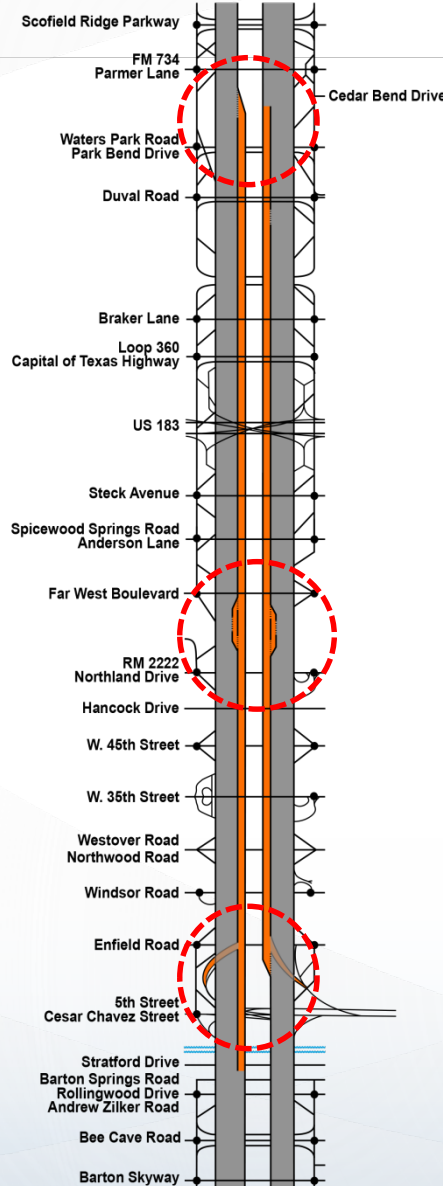 Scofield Ridge Parkway
FM 734
Parmer Lane
Cedar Bend Drive
Waters Park Road
Park Bend Drive
Duval Road
Braker Lane
Loop 360
Capital of Texas Highway
US 183
Steck Avenue
Spicewood Springs Road
Anderson Lane
Far West Boulevard
RM 2222
Northland Drive
Hancock Drive
W. 45th Street
W. 35th Street
Westover Road
Northwood Road
Windsor Road
Enfield Road
5th Street
Cesar Chavez Street
Stratford Drive
Barton Springs Road
Rollingwood Drive
Andrew Zilker Road
Bee Cave Road
Barton Skyway